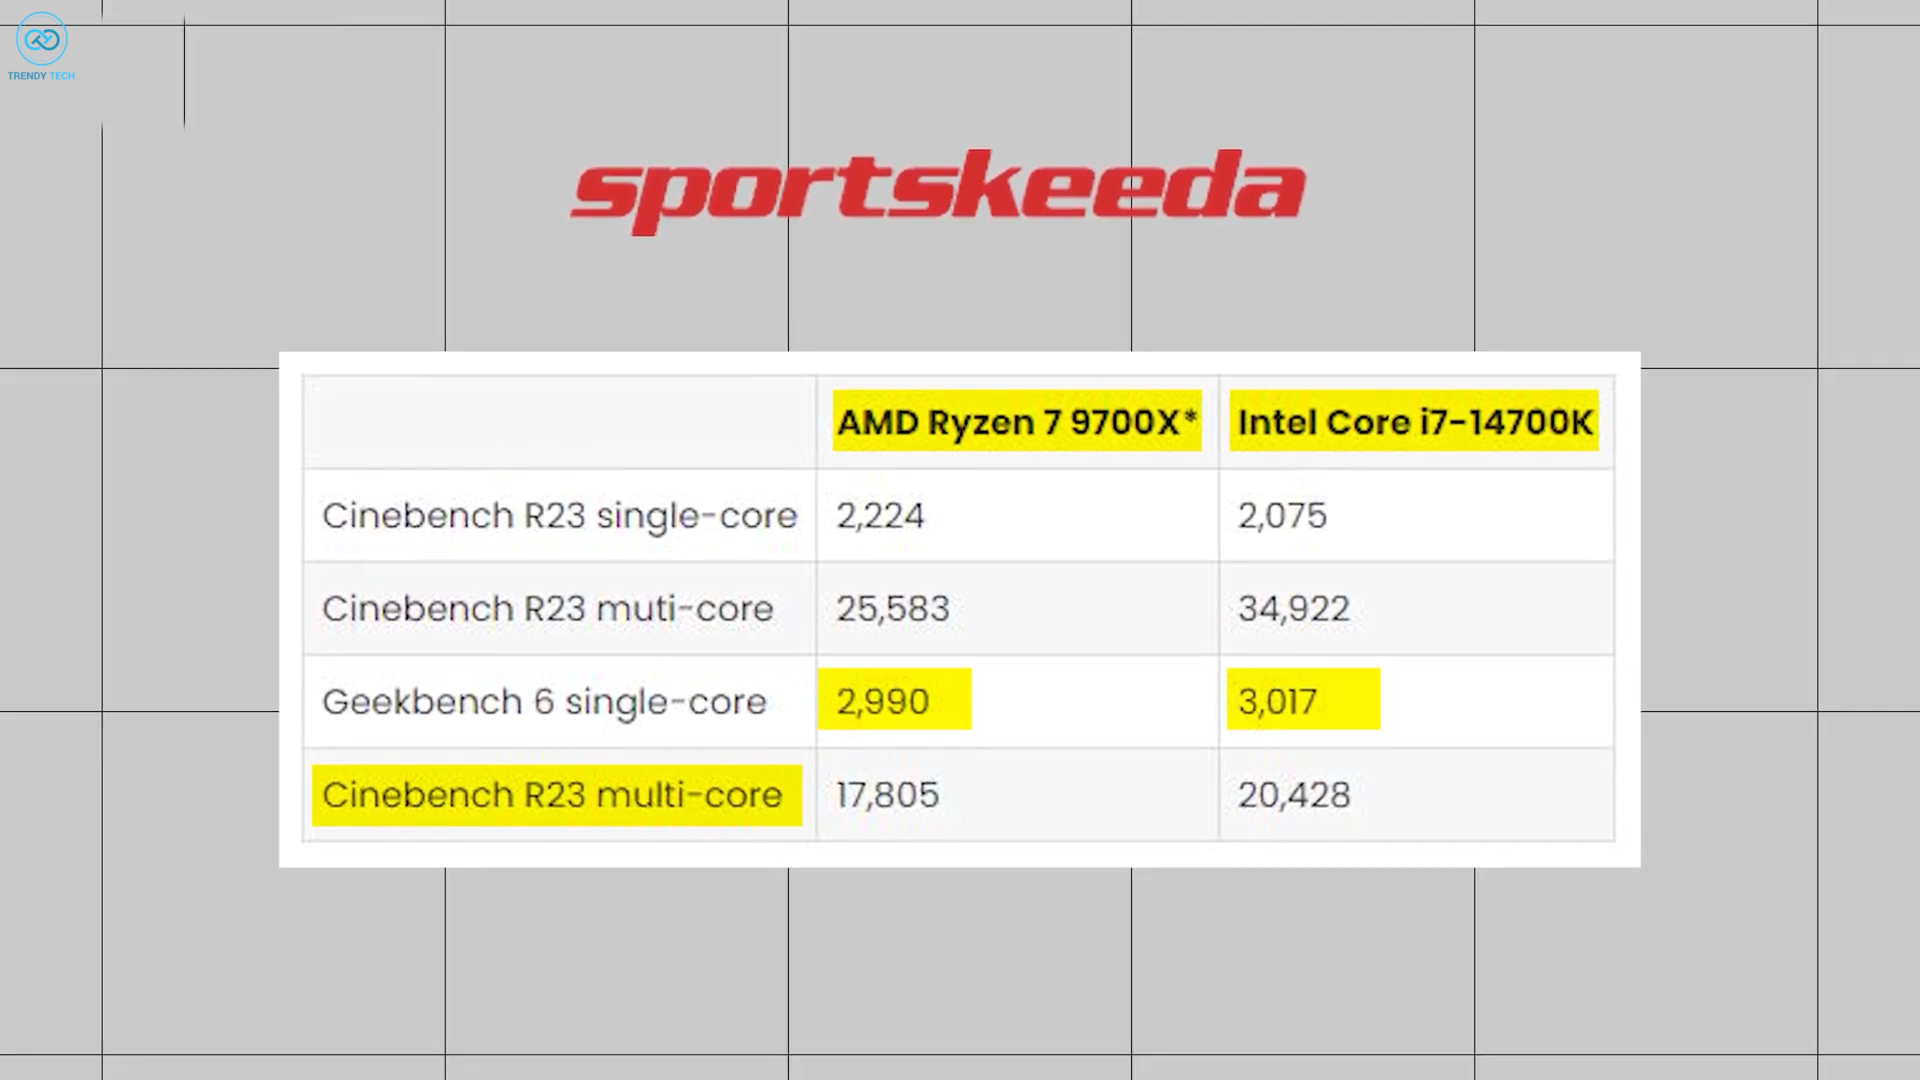 TRENDY TECH
sportskeeda
AMD Ryzen 7 9700X* Intel Core i7-14700K
Cinebench R23 single-core 2,224 2,075
Cinebench R23 muti-core 25,583 34,922
Geekbench 6 single-core 2,990 3,017
Cinebench R23 multi-core 17,805 20,428